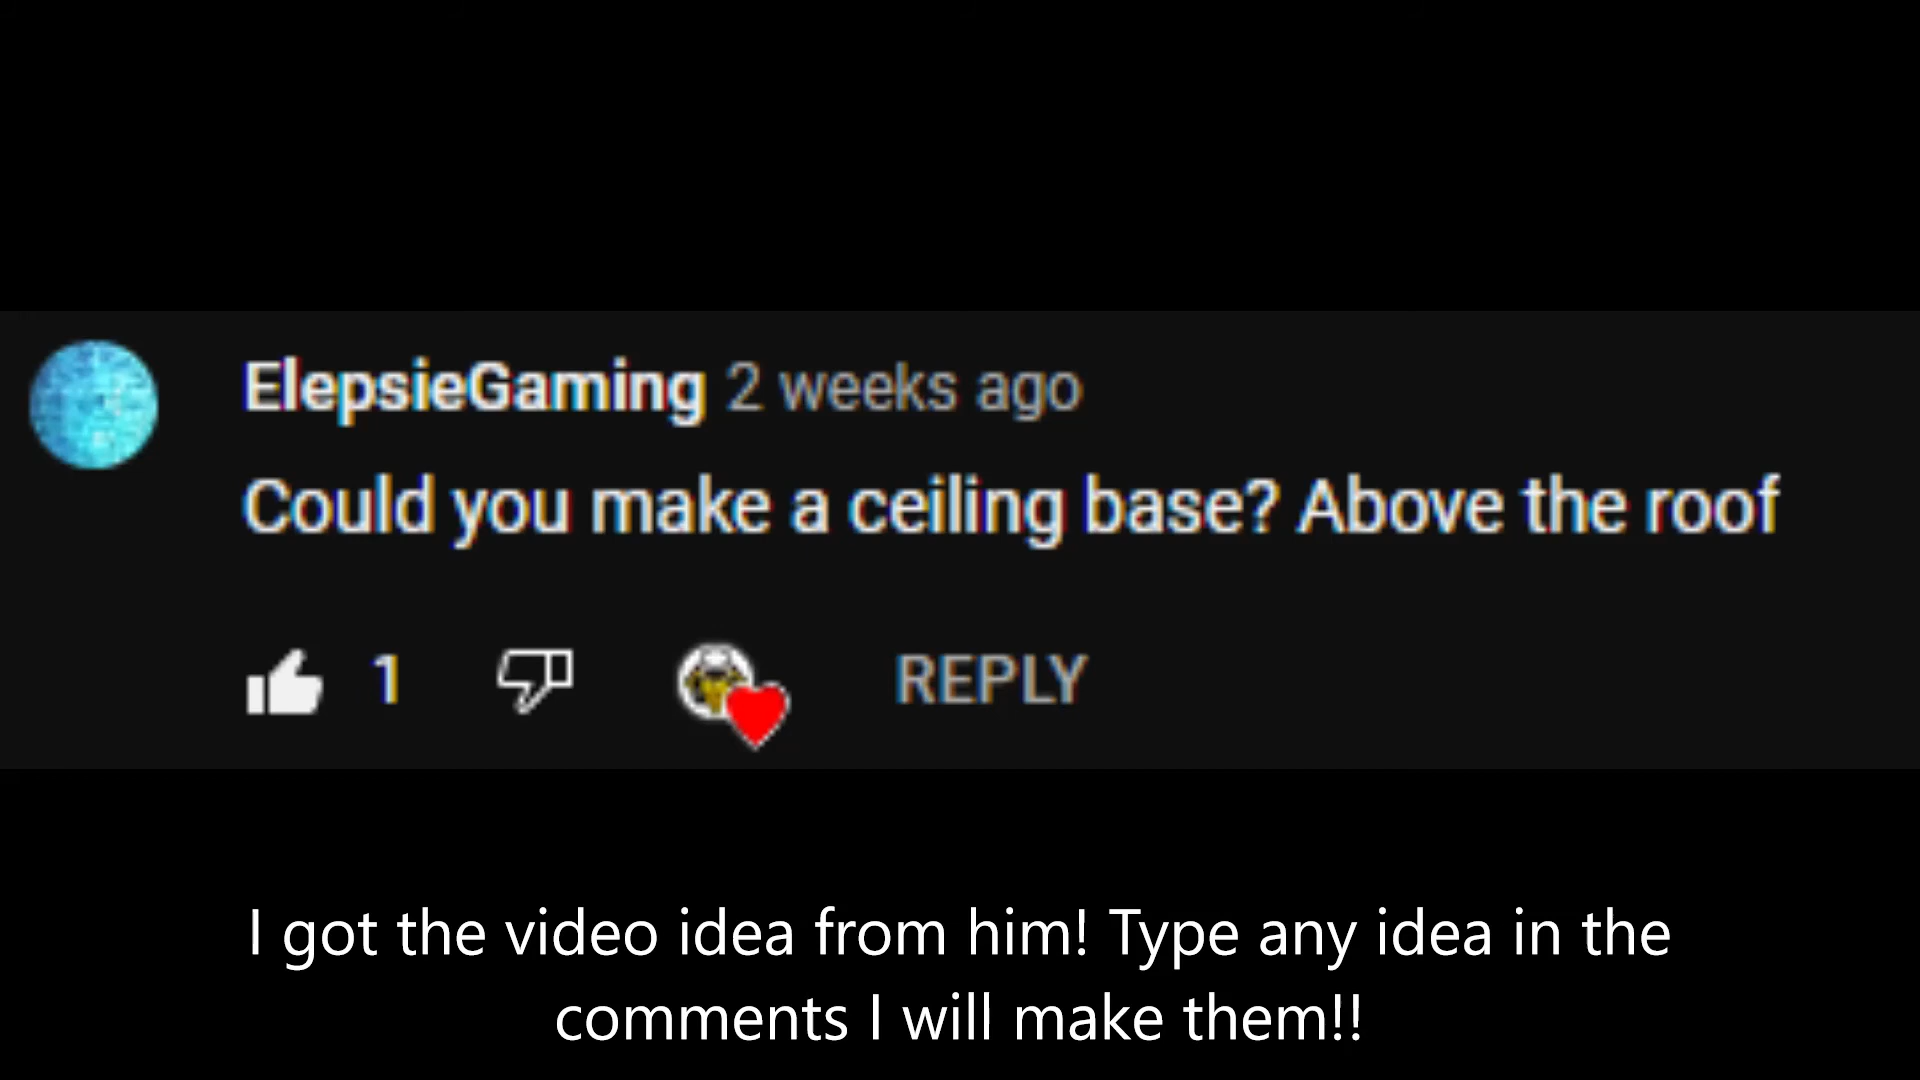 ElepsieGaming 2 weeks ago
Could you make a ceiling base? Above the roof
1 REPLY
I got the video idea from him! Type any idea in the
comments I will make them!!